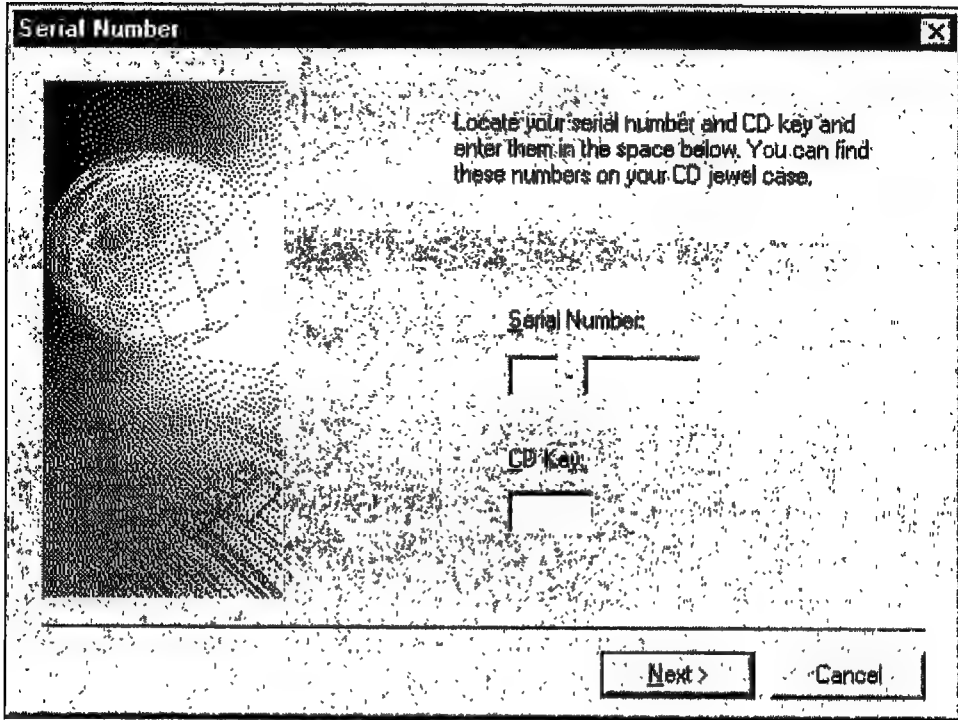 Serial Number
Locate your serial number and CD key and
enter them in the space below. You can find
these numbers on your CD jewel case.
Serial Number:
-
CD Key:
Next >
Cancel